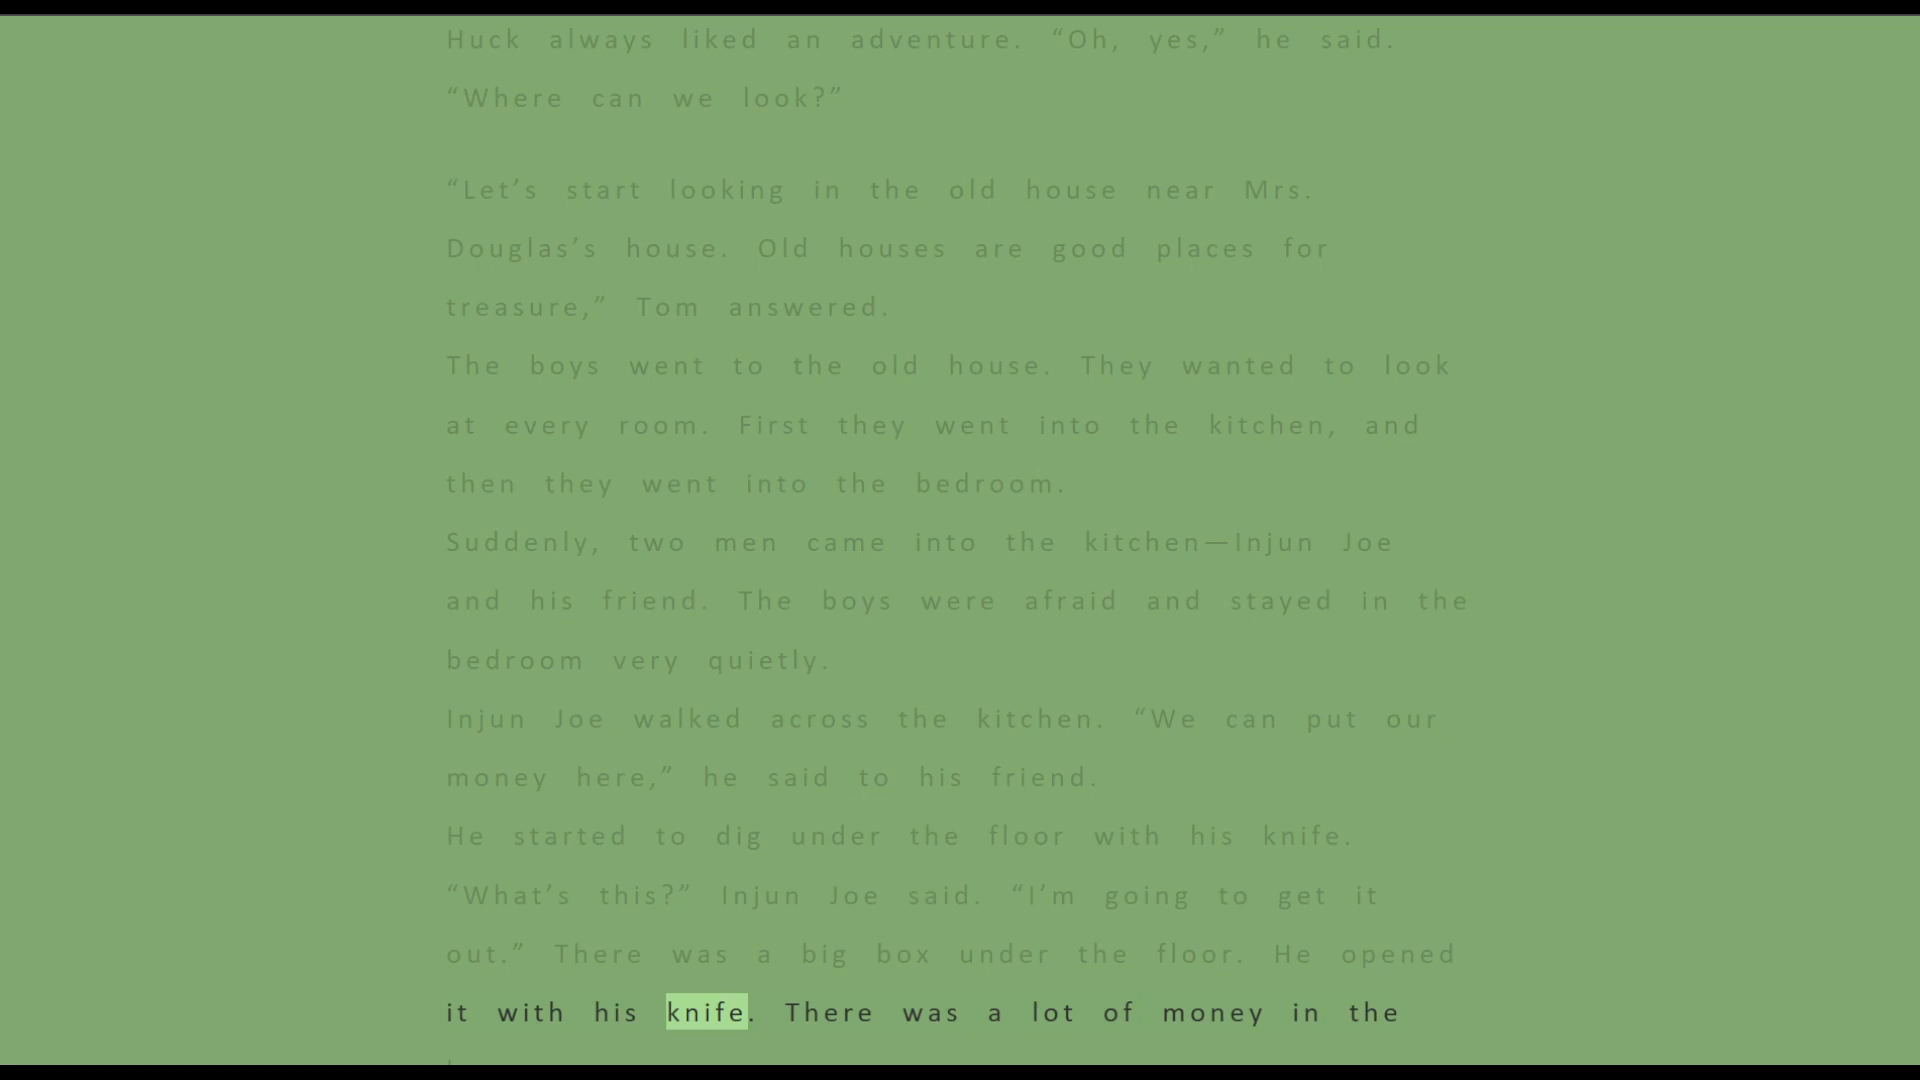 Huck always liked an adventure. “Oh, yes,” he said.
“Where can we look?”
“Let’s start looking in the old house near Mrs.
Douglas’s house. Old houses are good places for
treasure,” Tom answered.
The boys went to the old house. They wanted to look
at every room. First they went into the kitchen, and
then they went into the bedroom.
Suddenly, two men came into the kitchen—Injun Joe
and his friend. The boys were afraid and stayed in the
bedroom very quietly.
Injun Joe walked across the kitchen. “We can put our
money here,” he said to his friend.
He started to dig under the floor with his knife.
“What’s this?” Injun Joe said. “I’m going to get it
out.” There was a big box under the floor. He opened
it with his knife. There was a lot of money in the